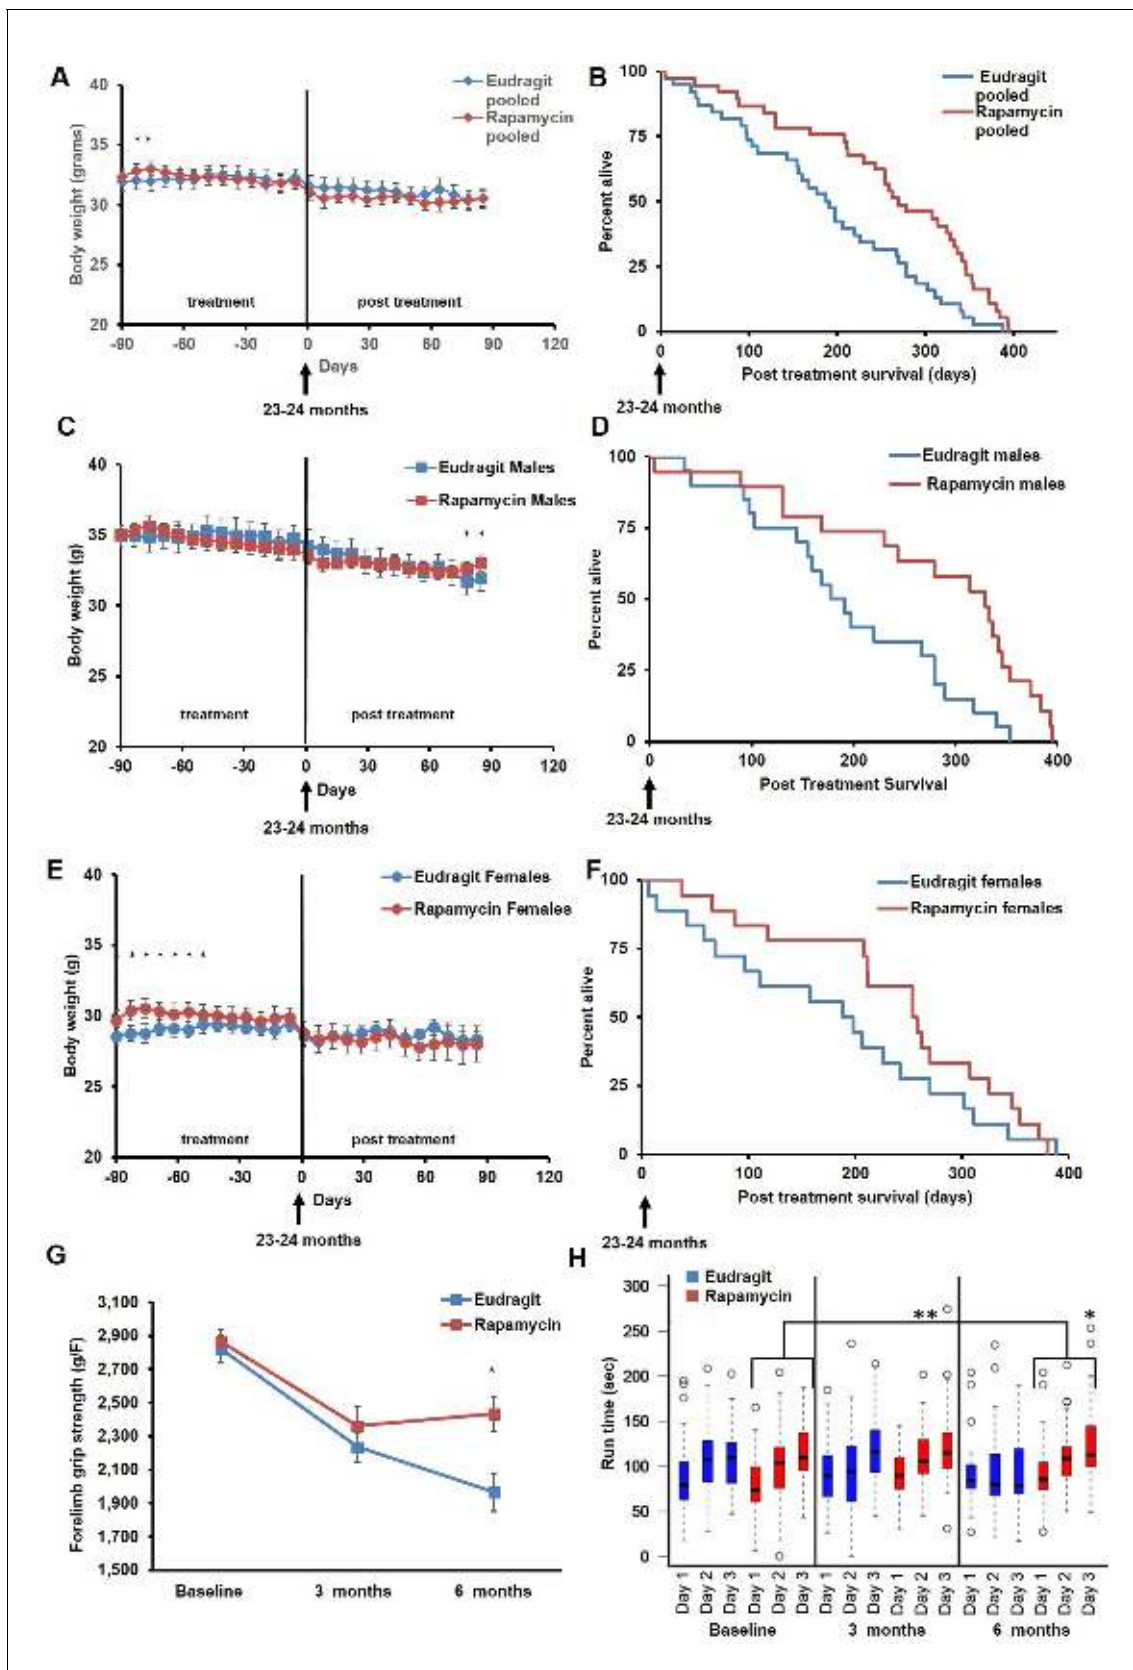 A
40
35
30
25
20
Body weight (grams)
Eudragit
pooled
Rapamycin
pooled
treatment
post treatment
-90
-60
-30
0
30
60
90
120
Days
23-24 months
B
100
75
50
25
0
Percent alive
Eudragit
pooled
Rapamycin
pooled
0
100
200
300
400
Post treatment survival (days)
23-24 months
C
40
35
30
25
20
Body weight (g)
Eudragit Males
Rapamycin Males
treatment
post treatment
-90
-60
-30
0
30
60
90
120
Days
23-24 months
D
100
75
50
25
0
Percent alive
Eudragit males
Rapamycin males
0
100
200
300
400
Post Treatment Survival
23-24 months
E
40
35
30
25
20
Body weight (g)
Eudragit Females
Rapamycin Females
treatment
post treatment
-90
-60
-30
0
30
60
90
120
Days
23-24 months
F
100
75
50
25
0
Percent alive
Eudragit females
Rapamycin females
0
100
200
300
400
Post treatment survival (days)
23-24 months
G
3,100
2,900
2,700
2,500
2,300
2,100
1,900
1,700
1,500
Forelimb grip strength (g/F)
Eudragit
Rapamycin
Baseline
3 months
6 months
H
300
250
200
150
100
50
0
Run time (sec)
Eudragit
Rapamycin
**
*
Day 1
Day 2
Day 3
Day 1
Day 2
Day 3
Day 1
Day 2
Day 3
Day 1
Day 2
Day 3
Day 1
Day 2
Day 3
Day 1
Day 2
Day 3
Baseline
3 months
6 months